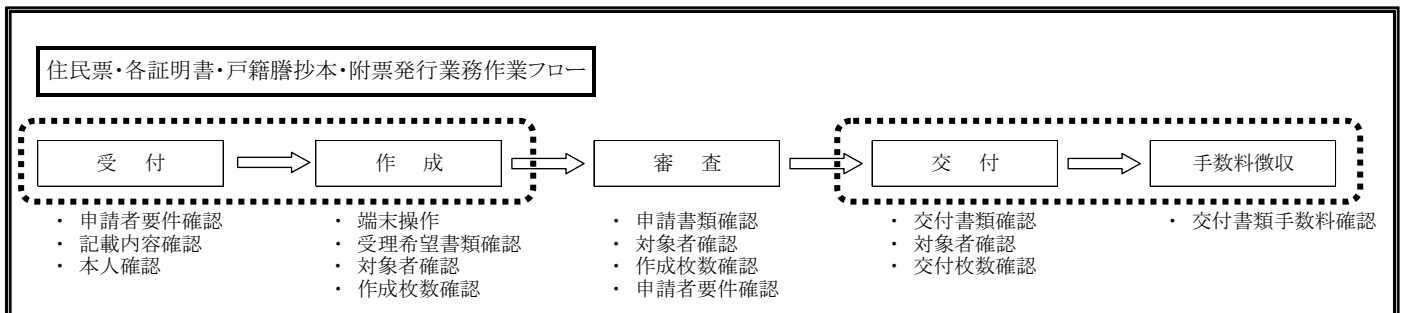 住民票・各証明書・戸籍謄抄本・附票発行業務作業フロー
受 付
作 成
審 査
交 付
手数料徴収
・ 申請者要件確認
・ 記載内容確認
・ 本人確認
・ 端末操作
・ 受理希望書類確認
・ 対象者確認
・ 作成枚数確認
・ 申請書類確認
・ 対象者確認
・ 作成枚数確認
・ 申請者要件確認
・ 交付書類確認
・ 対象者確認
・ 交付枚数確認
・ 交付書類手数料確認